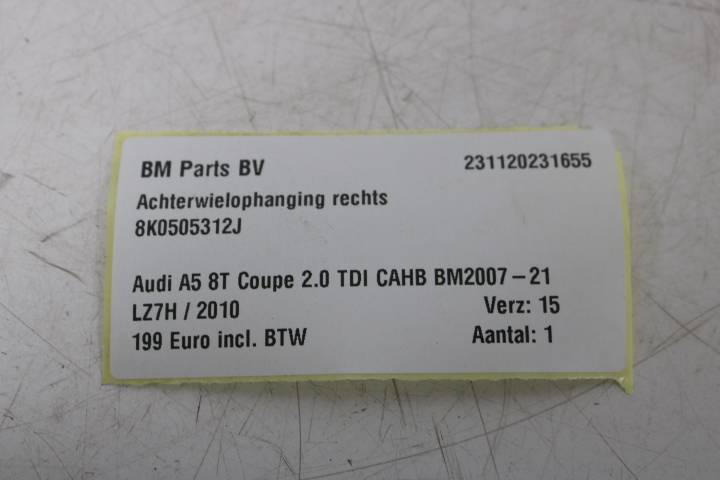 BM Parts BV 231120231655
Achterwielophanging rechts
8K0505312J
Audi A5 8T Coupe 2.0 TDI CAHB BM2007-21
LZ7H / 2010 Verz: 15
199 Euro incl. BTW Aantal: 1